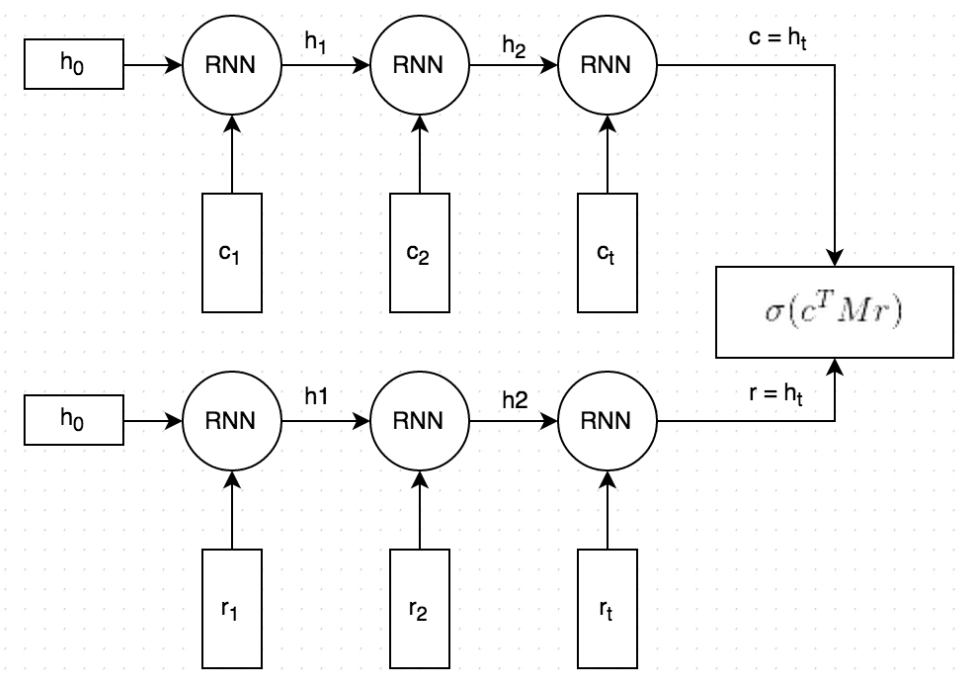 h₀
RNN
h₁
RNN
h₂
RNN
c = hₜ
c₁
c₂
cₜ
σ(cᵀMr)
h₀
RNN
h1
RNN
h2
RNN
r = hₜ
r₁
r₂
rₜ